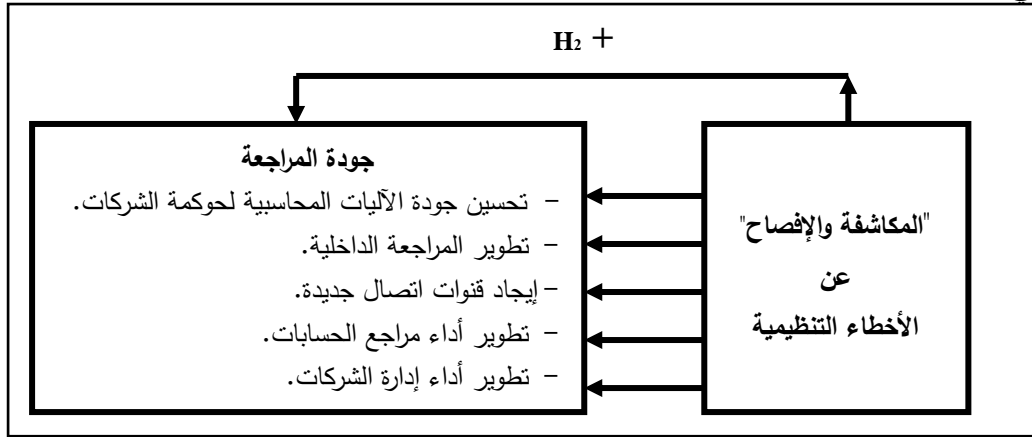 H₂ +
"المكاشفة والإفصاح"
عن
الأخطاء التنظيمية
جودة المراجعة
- تحسين جودة الآليات المحاسبية لحوكمة الشركات.
- تطوير المراجعة الداخلية.
- إيجاد قنوات اتصال جديدة.
- تطوير أداء مراجع الحسابات.
- تطوير أداء إدارة الشركات.